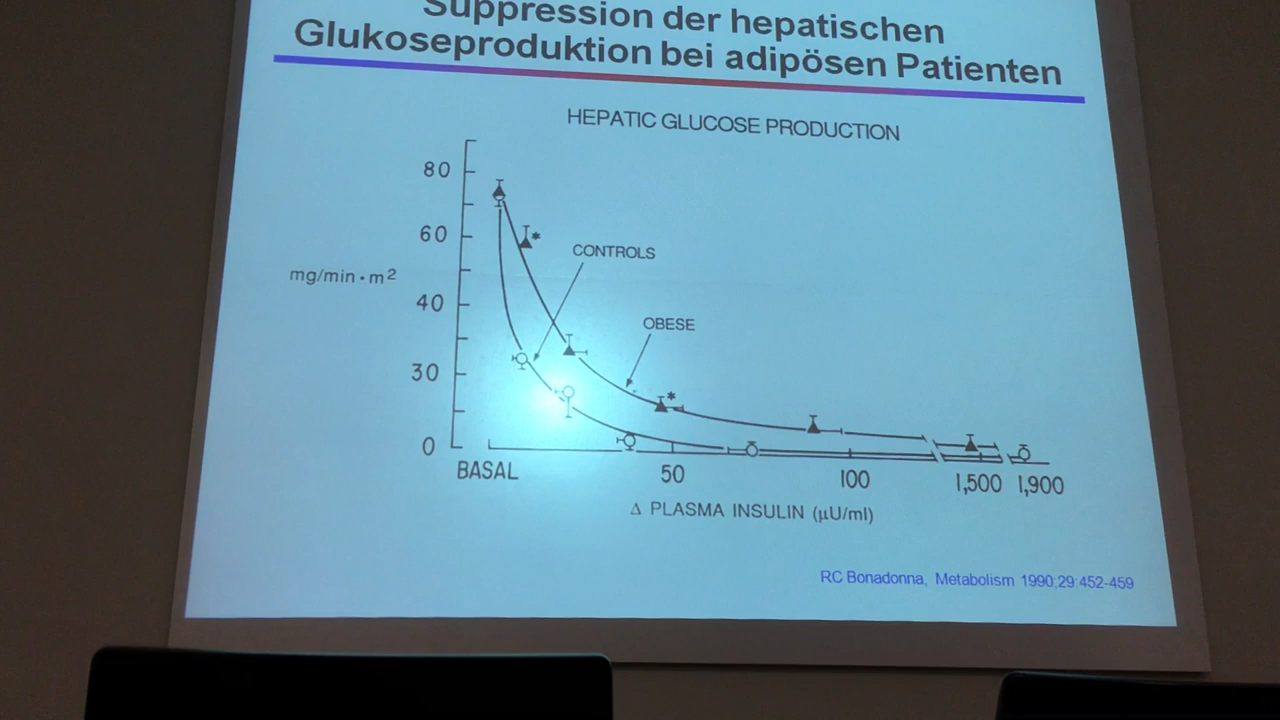 Suppression der hepatischen
Glukoseproduktion bei adipösen Patienten
HEPATIC GLUCOSE PRODUCTION
80
60
mg/min·m²
40
30
0
*
CONTROLS
OBESE
*
BASAL
50
100
1,500
1,900
Δ PLASMA INSULIN (μU/ml)
RC Bonadonna, Metabolism 1990;29:452-459